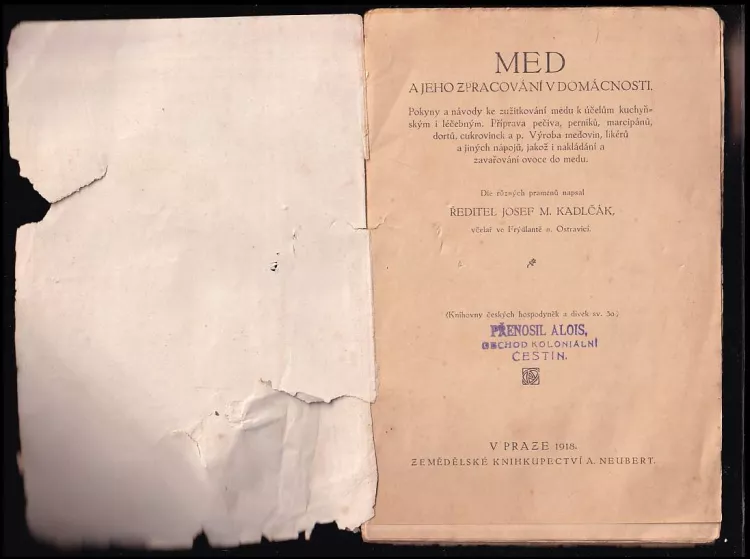 MED
A JEHO ZPRACOVÁNÍ V DOMÁCNOSTI.
Pokyny a návody ke zužitkování medu k účelům kuchyň-
ským i léčebným. Příprava pečiva, perníků, marcipánů,
dortů, cukrovinek a p. Výroba medovin, likérů
a jiných nápojů, jakož i nakládání a
zavařování ovoce do medu.
Dle různých pramenů napsal
ŘEDITEL JOSEF M. KADLČÁK,
včelař ve Frýdlantě n. Ostravicí.
(Knihovny českých hospodyněk a dívek sv. 30.)
PŘENOSIL ALOIS,
OBCHOD KOLONIALNÍ
ČESTÍN.
V PRAZE 1918.
ZEMĚDĚLSKÉ KNIHKUPECTVÍ A. NEUBERT.